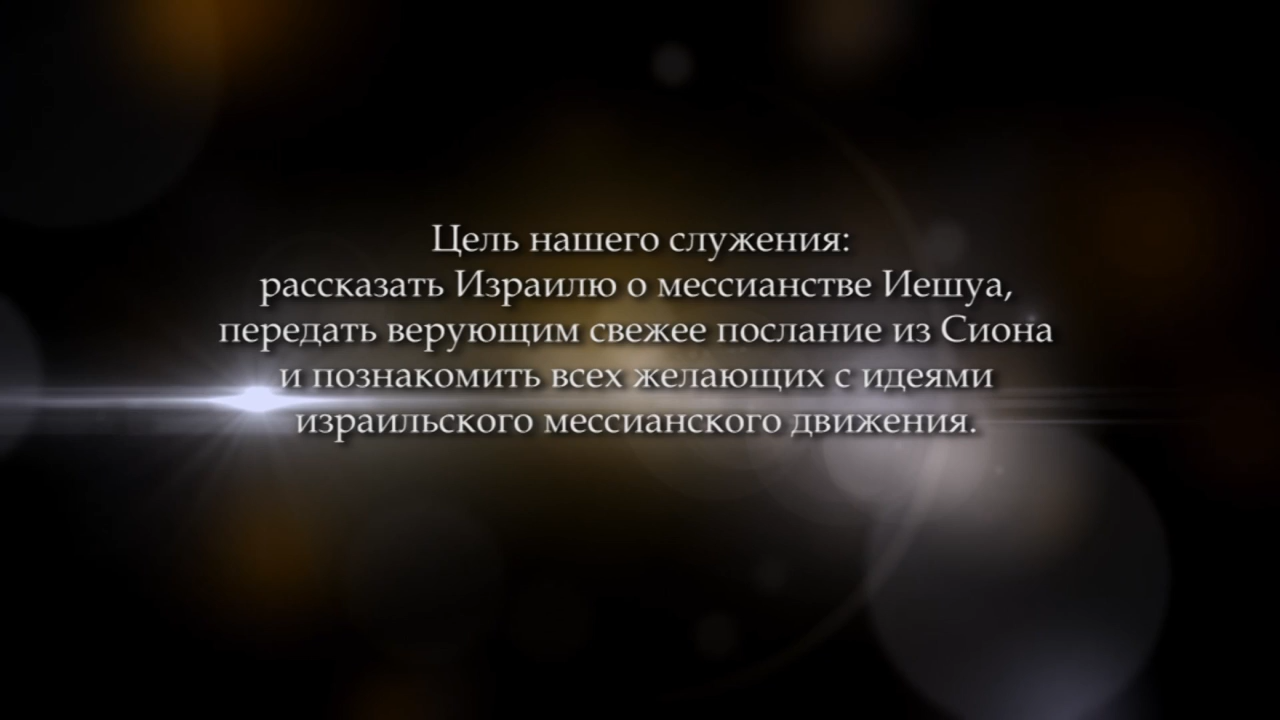 Цель нашего служения:
рассказать Израилю о мессианстве Иешуа,
передать верующим свежее послание из Сиона
и познакомить всех желающих с идеями
израильского мессианского движения.